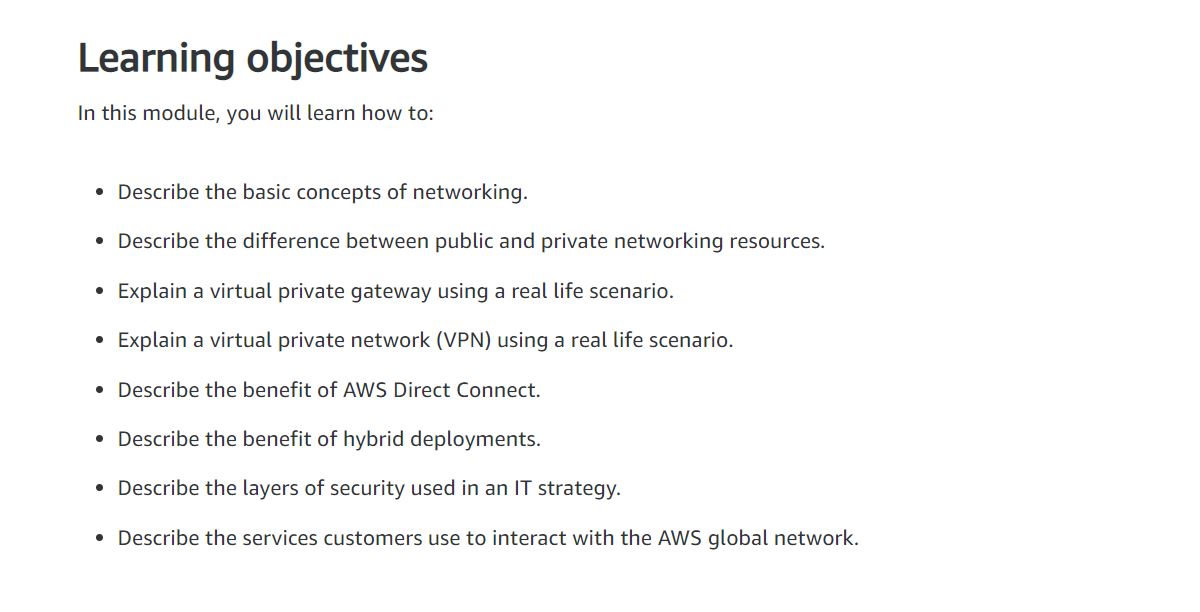 Learning objectives
In this module, you will learn how to:
• Describe the basic concepts of networking.
• Describe the difference between public and private networking resources.
• Explain a virtual private gateway using a real life scenario.
• Explain a virtual private network (VPN) using a real life scenario.
• Describe the benefit of AWS Direct Connect.
• Describe the benefit of hybrid deployments.
• Describe the layers of security used in an IT strategy.
• Describe the services customers use to interact with the AWS global network.